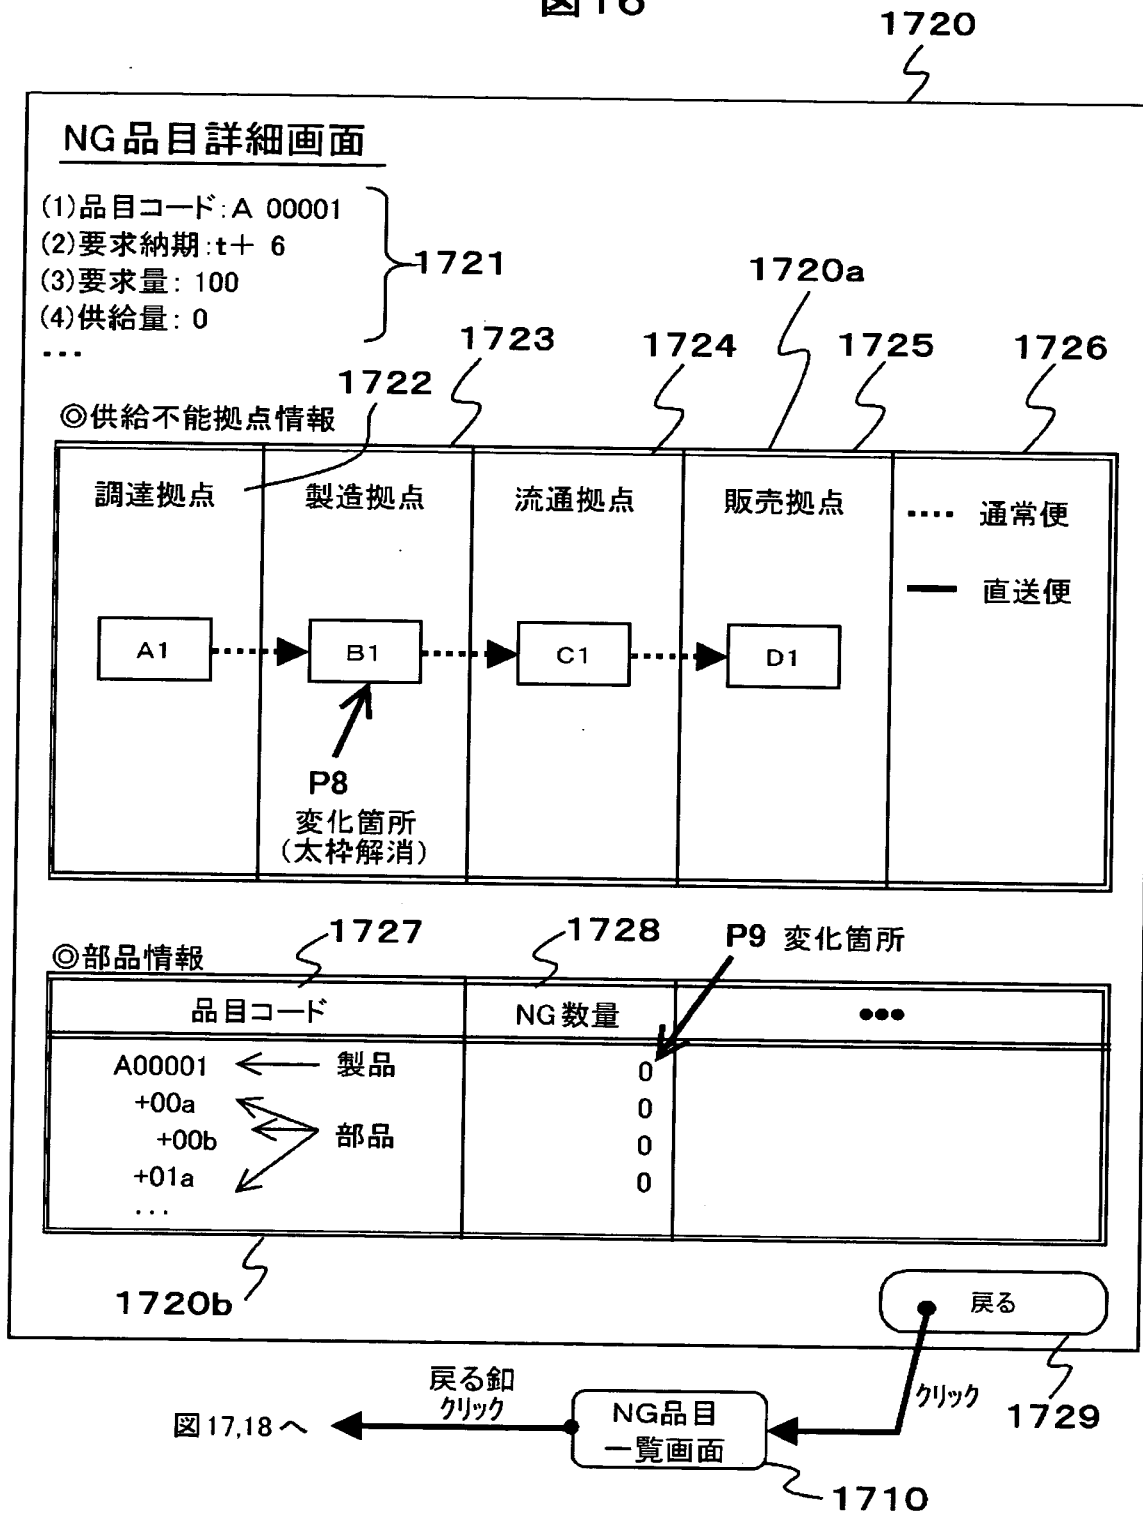 図16
1720
NG品目詳細画面
(1)品目コード:A 00001
(2)要求納期:t+ 6
(3)要求量: 100
(4)供給量: 0
•••
1721
1720a
1723
1724
1725
1726
1722
◎供給不能拠点情報
調達拠点
製造拠点
流通拠点
販売拠点
通常便
直送便
A1
B1
C1
D1
P8
変化箇所
(太枠解消)
1727
1728
P9 変化箇所
◎部品情報
品目コード
NG数量
•••
A00001
製品
0
+00a
0
+00b
部品
0
+01a
0
...
1720b
戻る
戻る釦
クリック
クリック
1729
図17,18へ
NG品目
一覧画面
1710